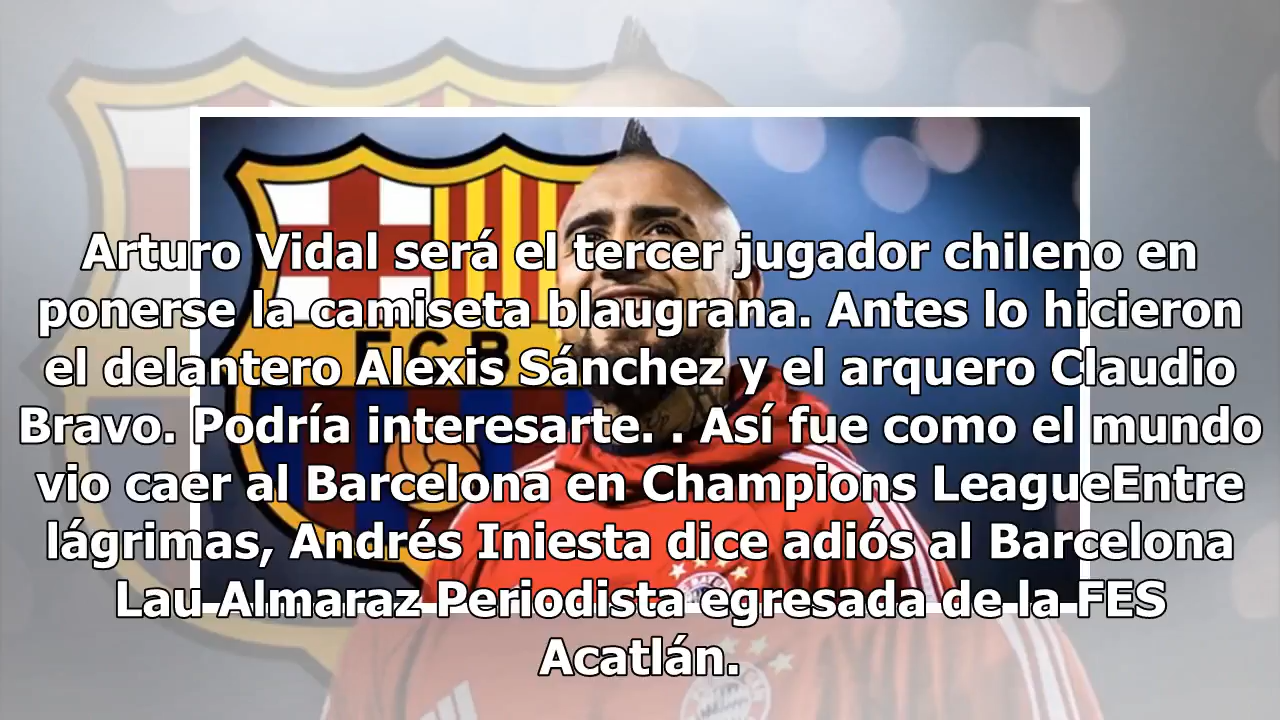 Arturo Vidal será el tercer jugador chileno en
ponerse la camiseta blaugrana. Antes lo hicieron
el delantero Alexis Sánchez y el arquero Claudio
Bravo. Podría interesarte. . Así fue como el mundo
vio caer al Barcelona en Champions LeagueEntre
lágrimas, Andrés Iniesta dice adiós al Barcelona
Lau Almaraz Periodista egresada de la FES
Acatlán.
F C B